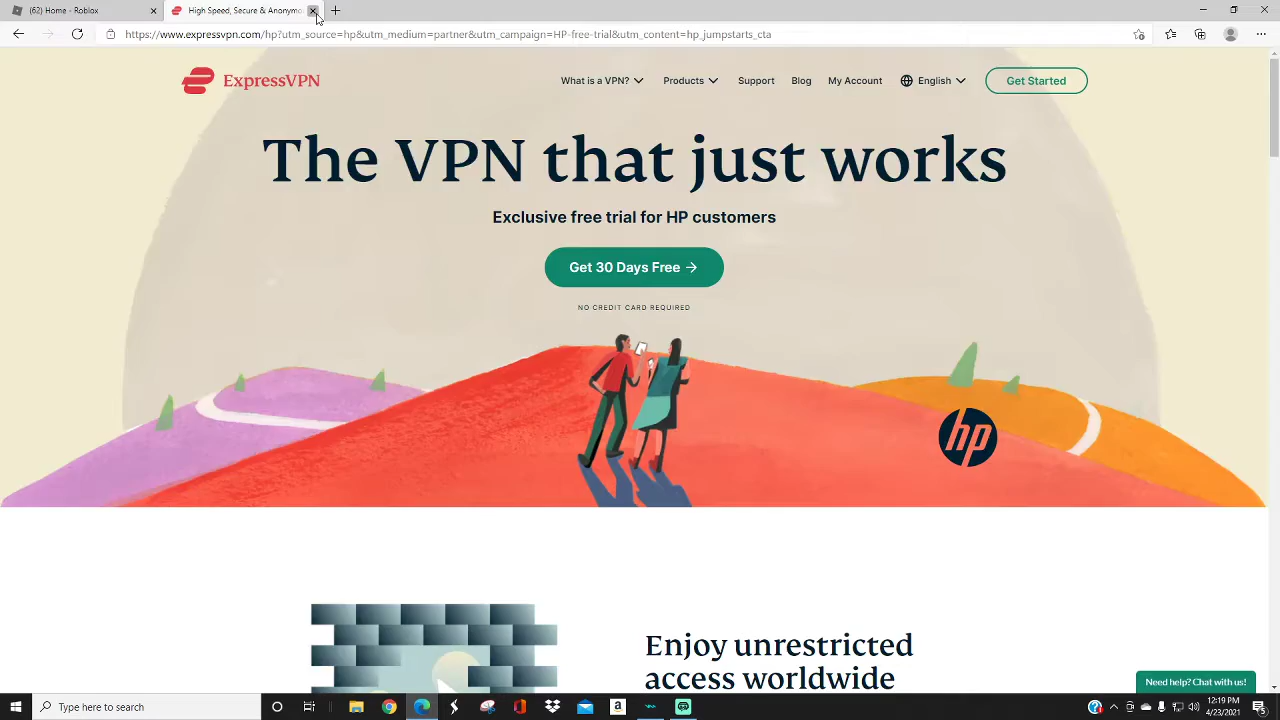 (62) Home - Roblox
High Speed, Secure & Anonymo
https://www.expressvpn.com/hp?utm_source=hp&utm_medium=partner&utm_campaign=HP-free-trial&utm_content=hp_jumpstarts_cta
ExpressVPN
What is a VPN?
Products
Support
Blog
My Account
English
Get Started
The VPN that just works
Exclusive free trial for HP customers
Get 30 Days Free
NO CREDIT CARD REQUIRED
hp
Enjoy unrestricted
access worldwide
Need help? Chat with us!
Type here to search
12:19 PM
4/23/2021